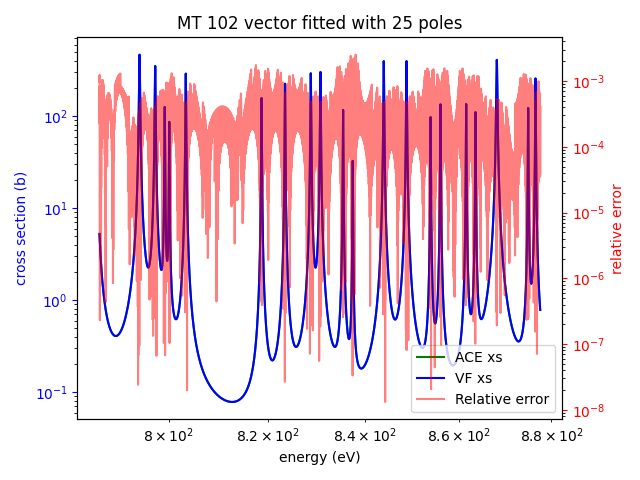 MT 102 vector fitted with 25 poles
cross section (b)
10²
10¹
10⁰
10⁻¹
10⁻³
10⁻⁴
10⁻⁵
10⁻⁶
10⁻⁷
10⁻⁸
relative error
ACE xs
VF xs
Relative error
8 × 10² 8.2 × 10² 8.4 × 10² 8.6 × 10² 8.8 × 10²
energy (eV)